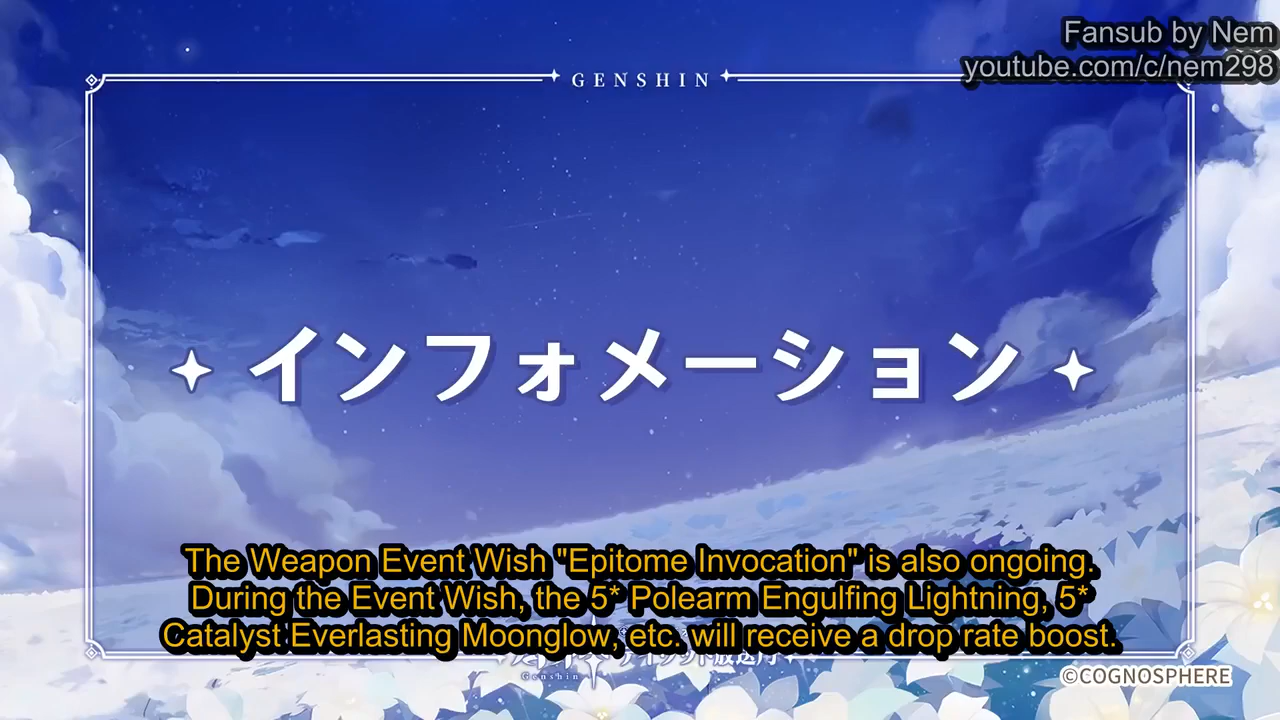 Fansub by Nem
youtube.com/c/nem298
GENSHIN
インフォメーション
The Weapon Event Wish "Epitome Invocation" is also ongoing.
During the Event Wish, the 5* Polearm Engulfing Lightning, 5*
Catalyst Everlasting Moonglow, etc. will receive a drop rate boost.
Genshin
©COGNOSPHERE